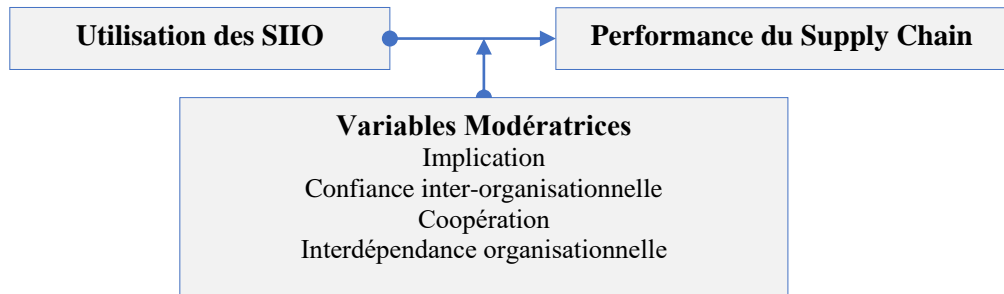 Utilisation des SIIO
Performance du Supply Chain
Variables Modératrices
Implication
Confiance inter-organisationnelle
Coopération
Interdépendance organisationnelle